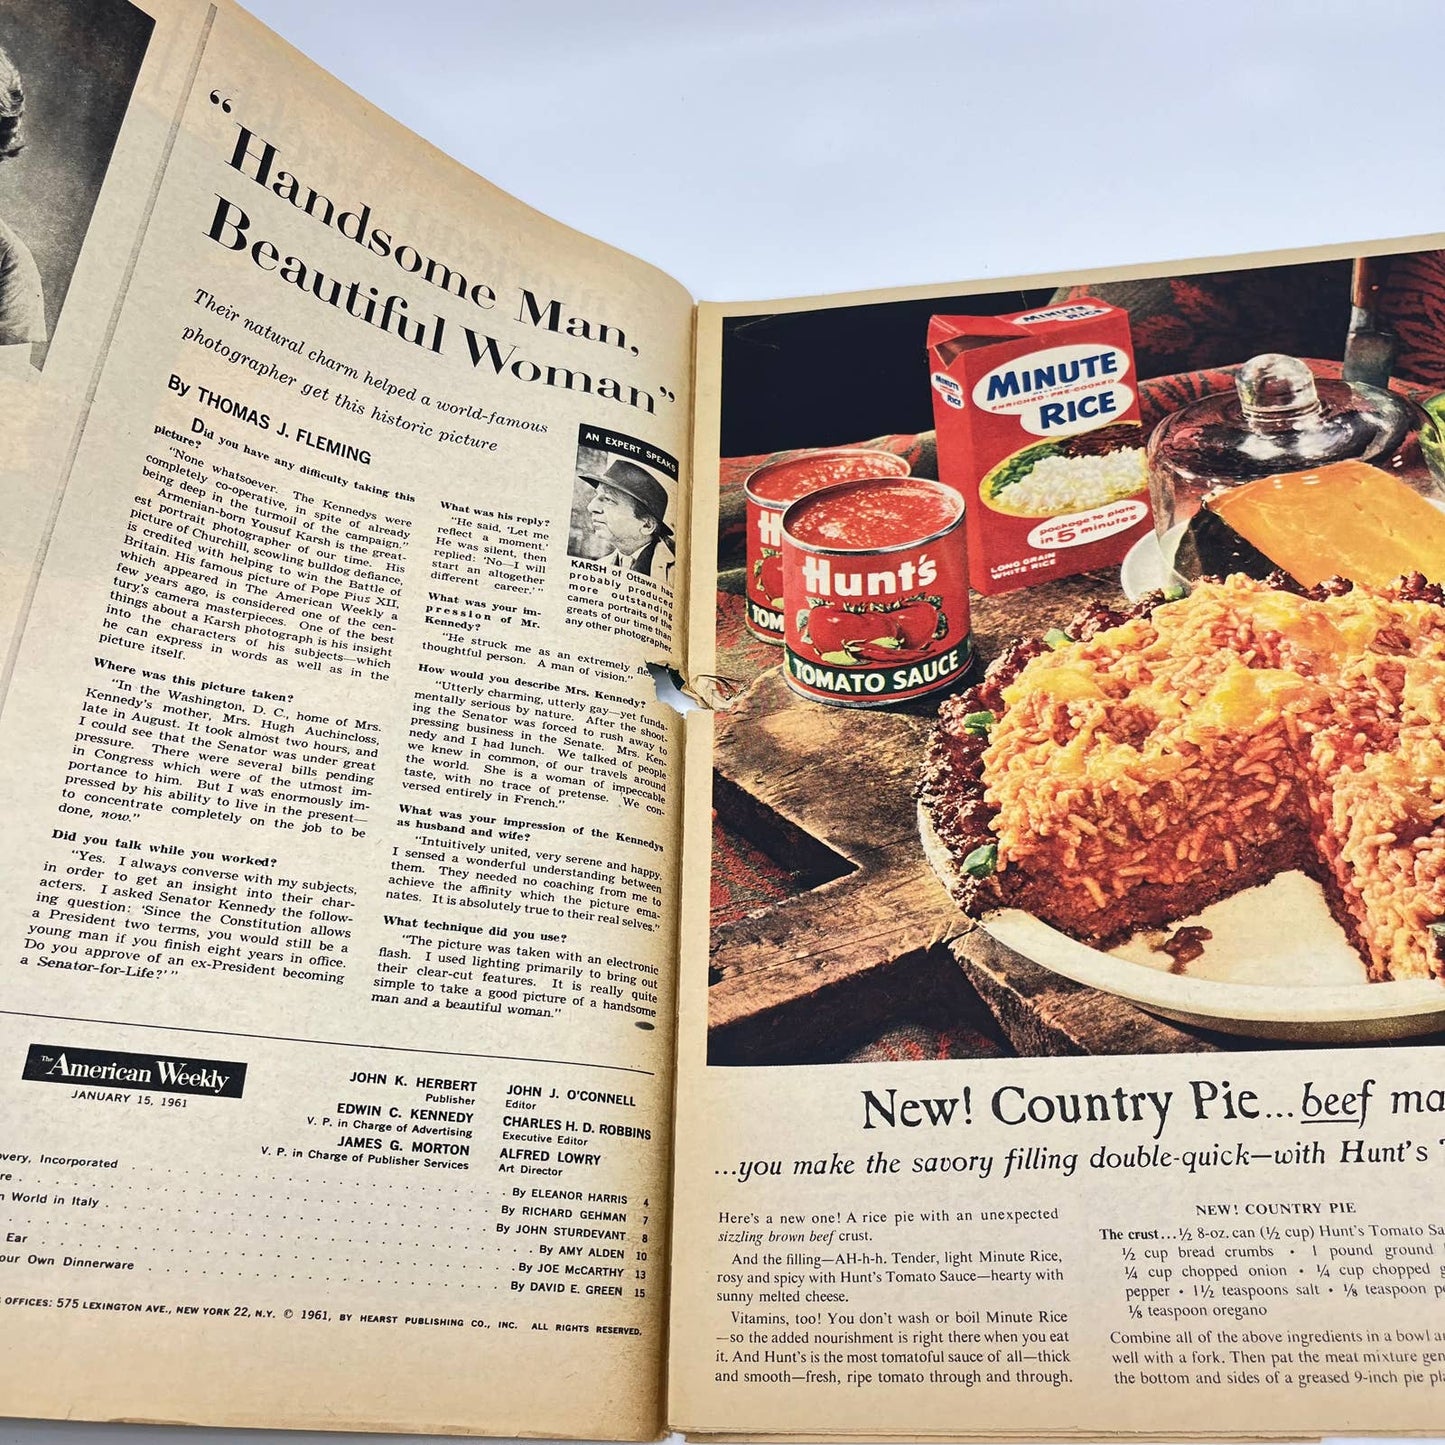 “Handsome Man,
Beautiful Woman”
Their natural charm helped a world-famous
photographer get this historic picture
By THOMAS J. FLEMING
Did you have any difficulty taking this
picture?
“None whatsoever. The Kennedys were
completely co-operative, in spite of already
being deep in the turmoil of the campaign.”
Armenian-born Yousuf Karsh is the great-
est portrait photographer of our time. His
picture of Churchill, scowling bulldog defiance,
is credited with helping to win the Battle of
Britain. His famous picture of Pope Pius XII,
which appeared in The American Weekly a
few years ago, is considered one of the cen-
tury’s camera masterpieces. One of the best
things about a Karsh photograph is his insight
into the characters of his subjects—which
he can express in words as well as in the
picture itself.
Where was this picture taken?
“In the Washington, D. C., home of Mrs.
Kennedy’s mother, Mrs. Hugh Auchincloss,
late in August. It took almost two hours, and
I could see that the Senator was under great
pressure. There were several bills pending
in Congress which were of the utmost im-
portance to him. But I was enormously im-
pressed by his ability to live in the present—
to concentrate completely on the job to be
done, now.”
Did you talk while you worked?
“Yes. I always converse with my subjects,
in order to get an insight into their char-
acters. I asked Senator Kennedy the follow-
ing question: ‘Since the Constitution allows
a President two terms, you would still be a
young man if you finish eight years in office.
Do you approve of an ex-President becoming
a Senator-for-Life?’ ”
What was his reply?
“He said, ‘Let me
reflect a moment.’
He was silent, then
replied: ‘No—I will
start an altogether
different career.’ ”
What was your im-
pression of Mr.
Kennedy?
“He struck me as an extremely
thoughtful person. A man of vision.”
How would you describe Mrs. Kennedy?
“Utterly charming, utterly gay—yet funda-
mentally serious by nature. After the shoot-
ing the Senator was forced to rush away to
pressing business in the Senate. Mrs. Ken-
nedy and I had lunch. We talked of people
we knew in common, of our travels around
the world. She is a woman of impeccable
taste, with no trace of pretense. We con-
versed entirely in French.”
What was your impression of the Kennedys
as husband and wife?
“Intuitively united, very serene and happy.
I sensed a wonderful understanding between
them. They needed no coaching from me to
achieve the affinity which the picture ema-
nates. It is absolutely true to their real selves.”
What technique did you use?
“The picture was taken with an electronic
flash. I used lighting primarily to bring out
their clear-cut features. It is really quite
simple to take a good picture of a handsome
man and a beautiful woman.”
AN EXPERT SPEAKS
KARSH of Ottawa has
probably produced
more outstanding
camera portraits of the
greats of our time than
any other photographer.
The American Weekly
JANUARY 15, 1961
JOHN K. HERBERT
Publisher
EDWIN C. KENNEDY
V. P. in Charge of Advertising
JAMES G. MORTON
V. P. in Charge of Publisher Services
JOHN J. O’CONNELL
Editor
CHARLES H. D. ROBBINS
Executive Editor
ALFRED LOWRY
Art Director
overy, Incorporated . . . By ELEANOR HARRIS 4
re . . . By RICHARD GEHMAN 7
n World in Italy . . . By JOHN STURDEVANT 8
. . . By AMY ALDEN 10
Ear . . . By JOE McCARTHY 13
our Own Dinnerware . . . By DAVID E. GREEN 15
OFFICES: 575 LEXINGTON AVE., NEW YORK 22, N.Y. © 1961, BY HEARST PUBLISHING CO., INC. ALL RIGHTS RESERVED.
MINUTE RICE
MINUTE RICE
MINUTE
ENRICHED-PRE-COOKED
RICE
package to plate
in 5 minutes
LONG GRAIN
WHITE RICE
H
TOM
Hunt’s
TOMATO SAUCE
New! Country Pie...beef ma
...you make the savory filling double-quick—with Hunt’s T
Here’s a new one! A rice pie with an unexpected
sizzling brown beef crust.
And the filling—AH-h-h. Tender, light Minute Rice,
rosy and spicy with Hunt’s Tomato Sauce—hearty with
sunny melted cheese.
Vitamins, too! You don’t wash or boil Minute Rice
—so the added nourishment is right there when you eat
it. And Hunt’s is the most tomatoful sauce of all—thick
and smooth—fresh, ripe tomato through and through.
NEW! COUNTRY PIE
The crust...½ 8-oz. can (½ cup) Hunt’s Tomato Sa
½ cup bread crumbs • 1 pound ground
¼ cup chopped onion • ¼ cup chopped g
pepper • 1½ teaspoons salt • ⅛ teaspoon p
⅛ teaspoon oregano
Combine all of the above ingredients in a bowl a
well with a fork. Then pat the meat mixture gen
the bottom and sides of a greased 9-inch pie pl